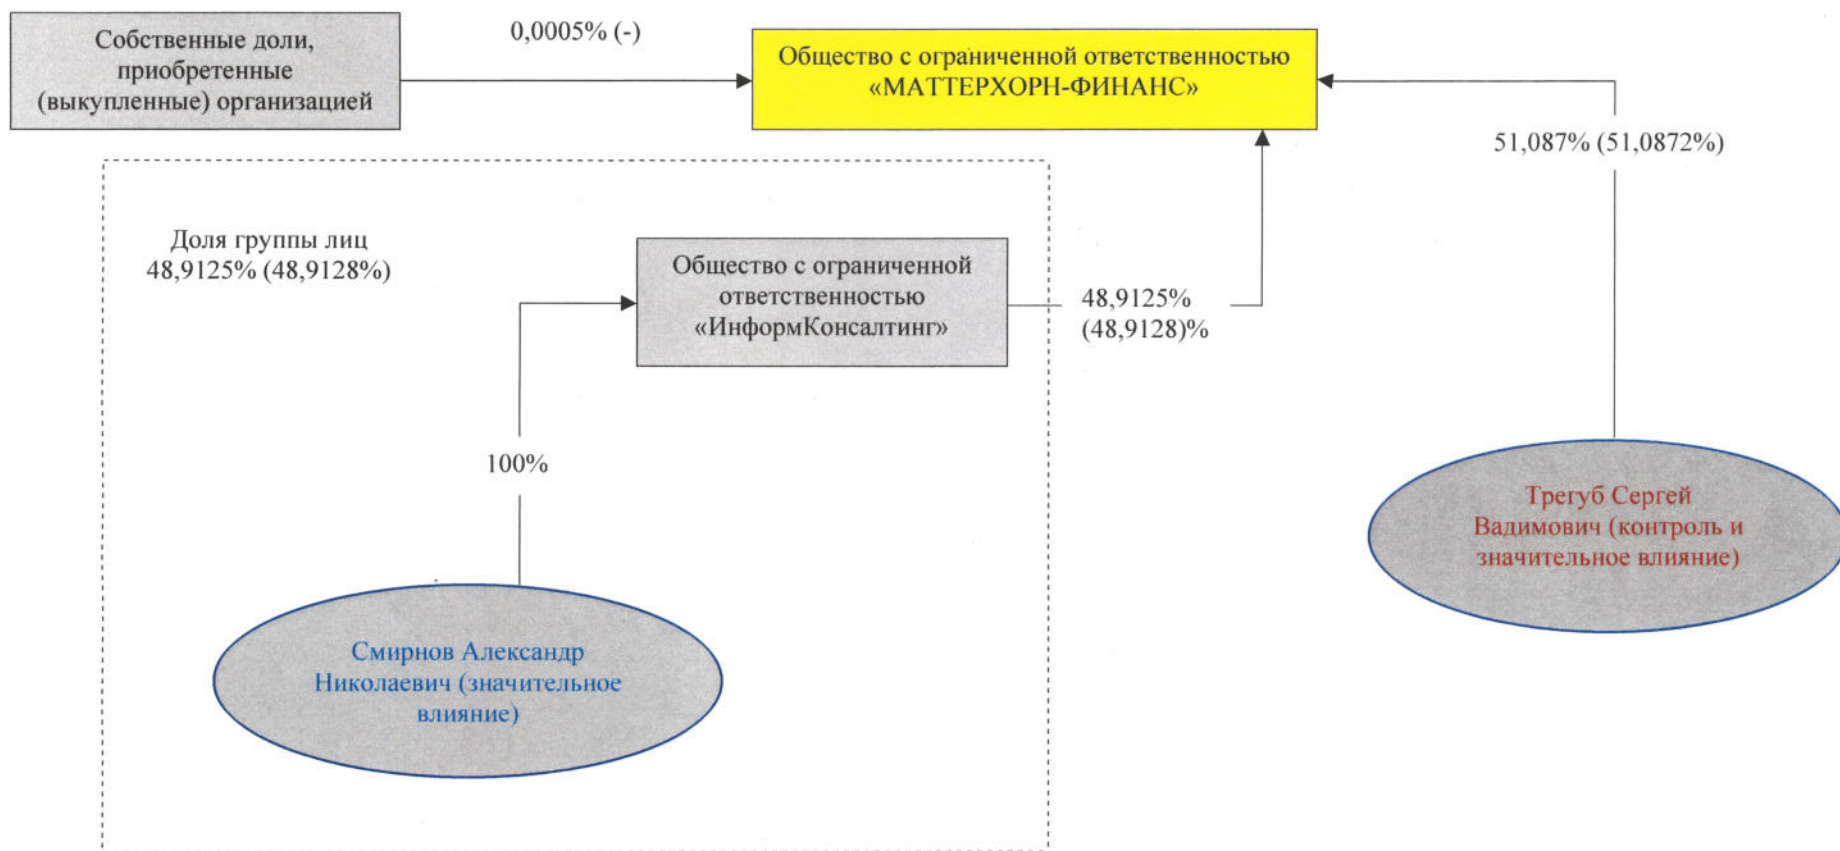 Собственные доли,
приобретенные
(выкупленные) организацией
0,0005% (-)
Общество с ограниченной ответственностью
«МАТТЕРХОРН-ФИНАНС»
51,087% (51,0872%)
Доля группы лиц
48,9125% (48,9128%)
Общество с ограниченной
ответственностью
«ИнформКонсалтинг»
48,9125%
(48,9128)%
100%
Трегуб Сергей
Вадимович (контроль и
значительное влияние)
Смирнов Александр
Николаевич (значительное
влияние)